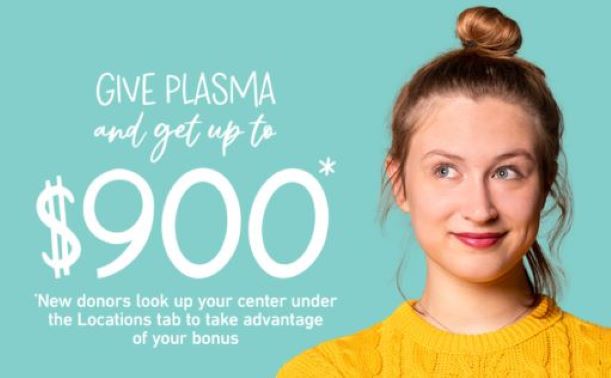 GIVE PLASMA
and get up to
$900*
*New donors look up your center under
the Locations tab to take advantage
of your bonus